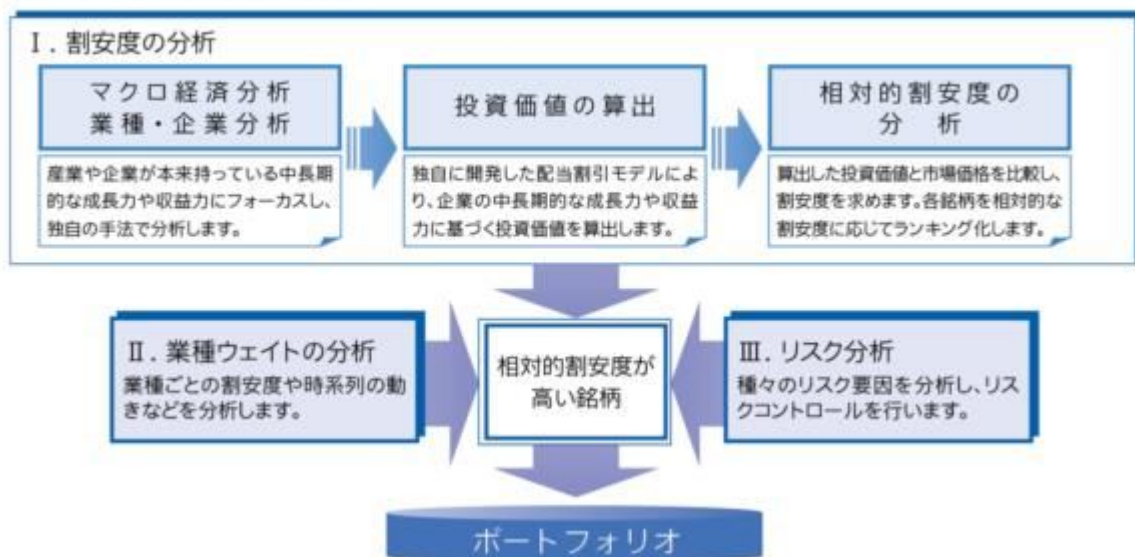 Ⅰ. 割安度の分析
マクロ経済分析
業種・企業分析
産業や企業が本来持っている中長期
的な成長力や収益力にフォーカスし、
独自の手法で分析します。
投資価値の算出
独自に開発した配当割引モデルによ
り、企業の中長期的な成長力や収益
力に基づく投資価値を算出します。
相対的割安度の
分　析
算出した投資価値と市場価格を比較し、
割安度を求めます。各銘柄を相対的な
割安度に応じてランキング化します。
Ⅱ. 業種ウェイトの分析
業種ごとの割安度や時系列の動
きなどを分析します。
相対的割安度が
高い銘柄
Ⅲ. リスク分析
種々のリスク要因を分析し、リス
クコントロールを行います。
ポートフォリオ